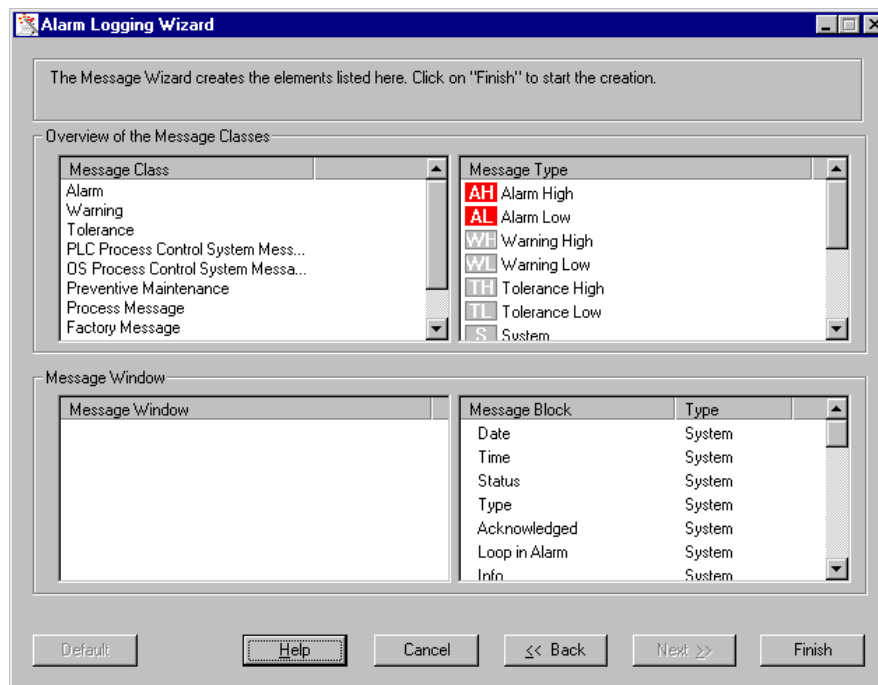 Alarm Logging Wizard
The Message Wizard creates the elements listed here. Click on "Finish" to start the creation.
Overview of the Message Classes
Message Class
Alarm
Warning
Tolerance
PLC Process Control System Mess...
OS Process Control System Messa...
Preventive Maintenance
Process Message
Factory Message
Message Type
AH Alarm High
AL Alarm Low
WH Warning High
WL Warning Low
TH Tolerance High
TL Tolerance Low
S System
Message Window
Message Window
Message Block Type
Date System
Time System
Status System
Type System
Acknowledged System
Loop in Alarm System
Info System
Default Help Cancel << Back Next >> Finish